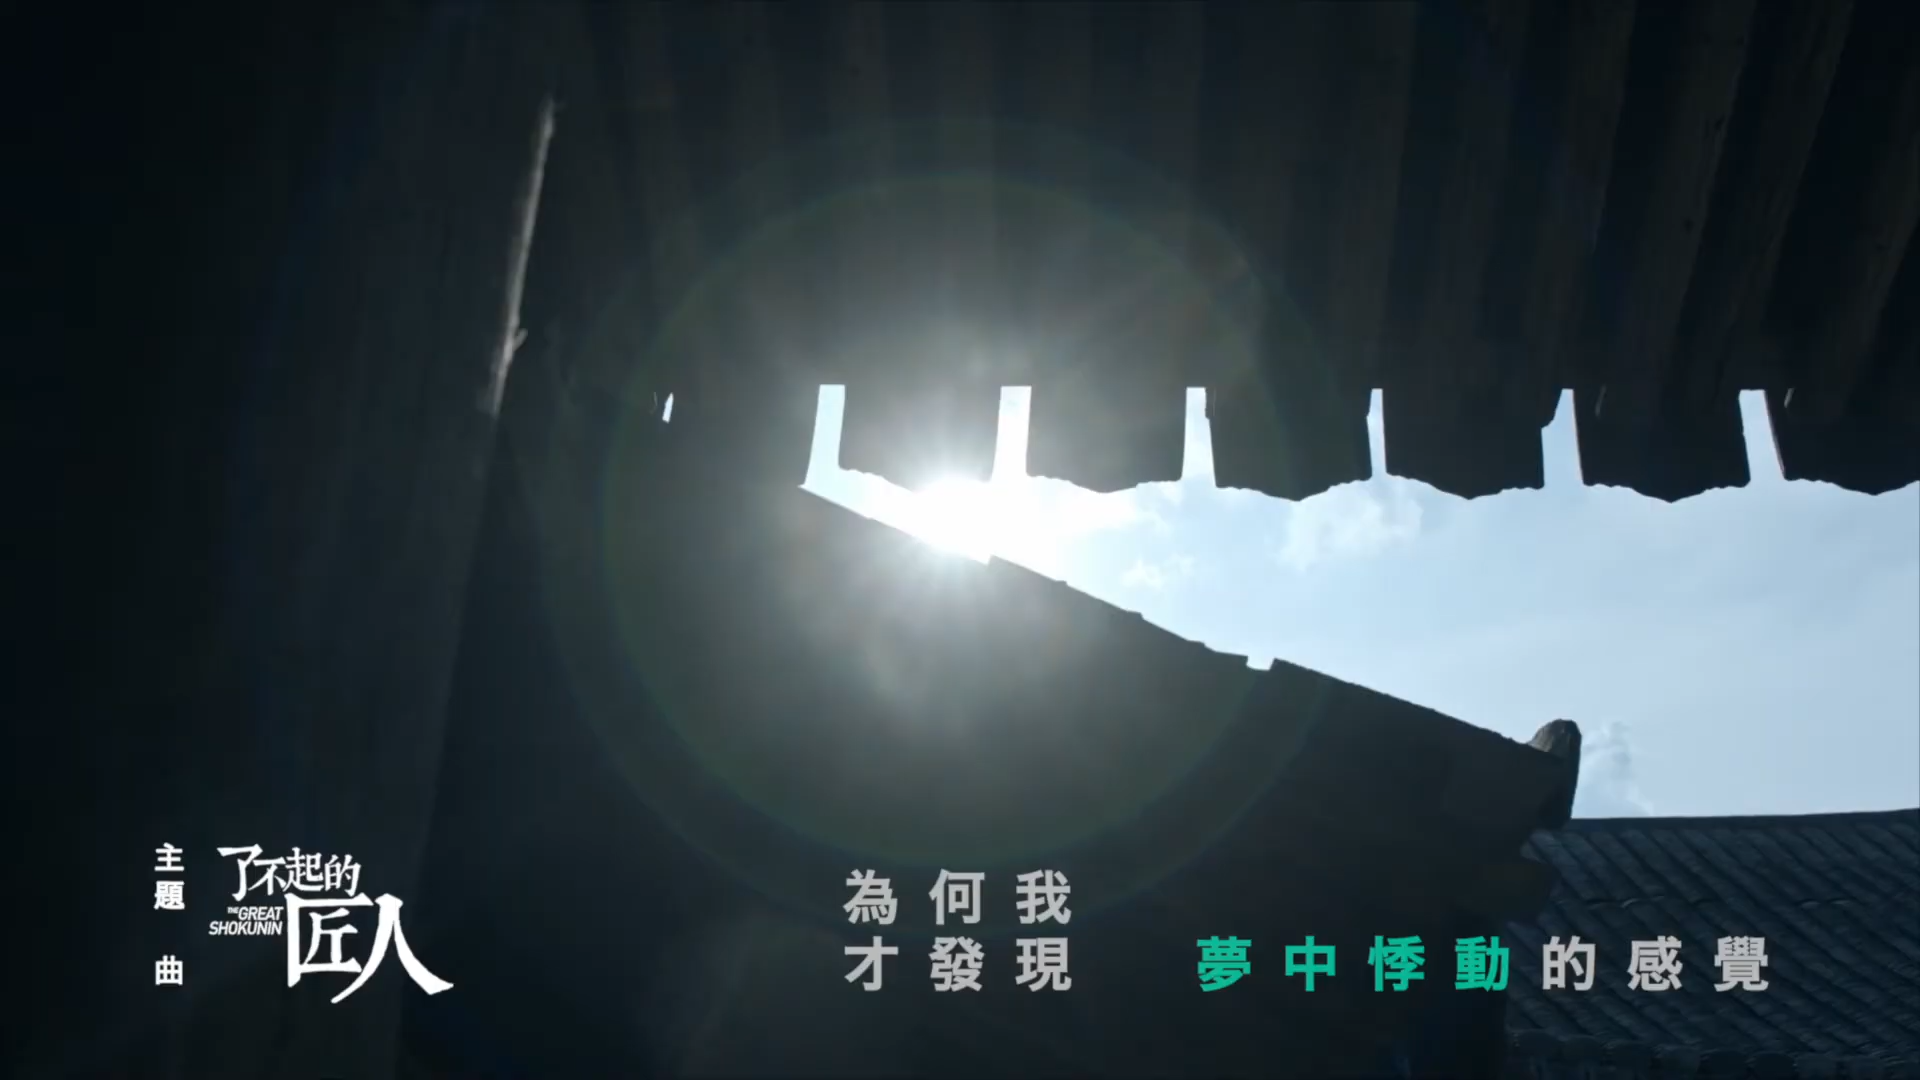 主題曲
了不起的
THE GREAT
SHOKUNIN
匠人
為何我
才發現 夢中悸動的感覺